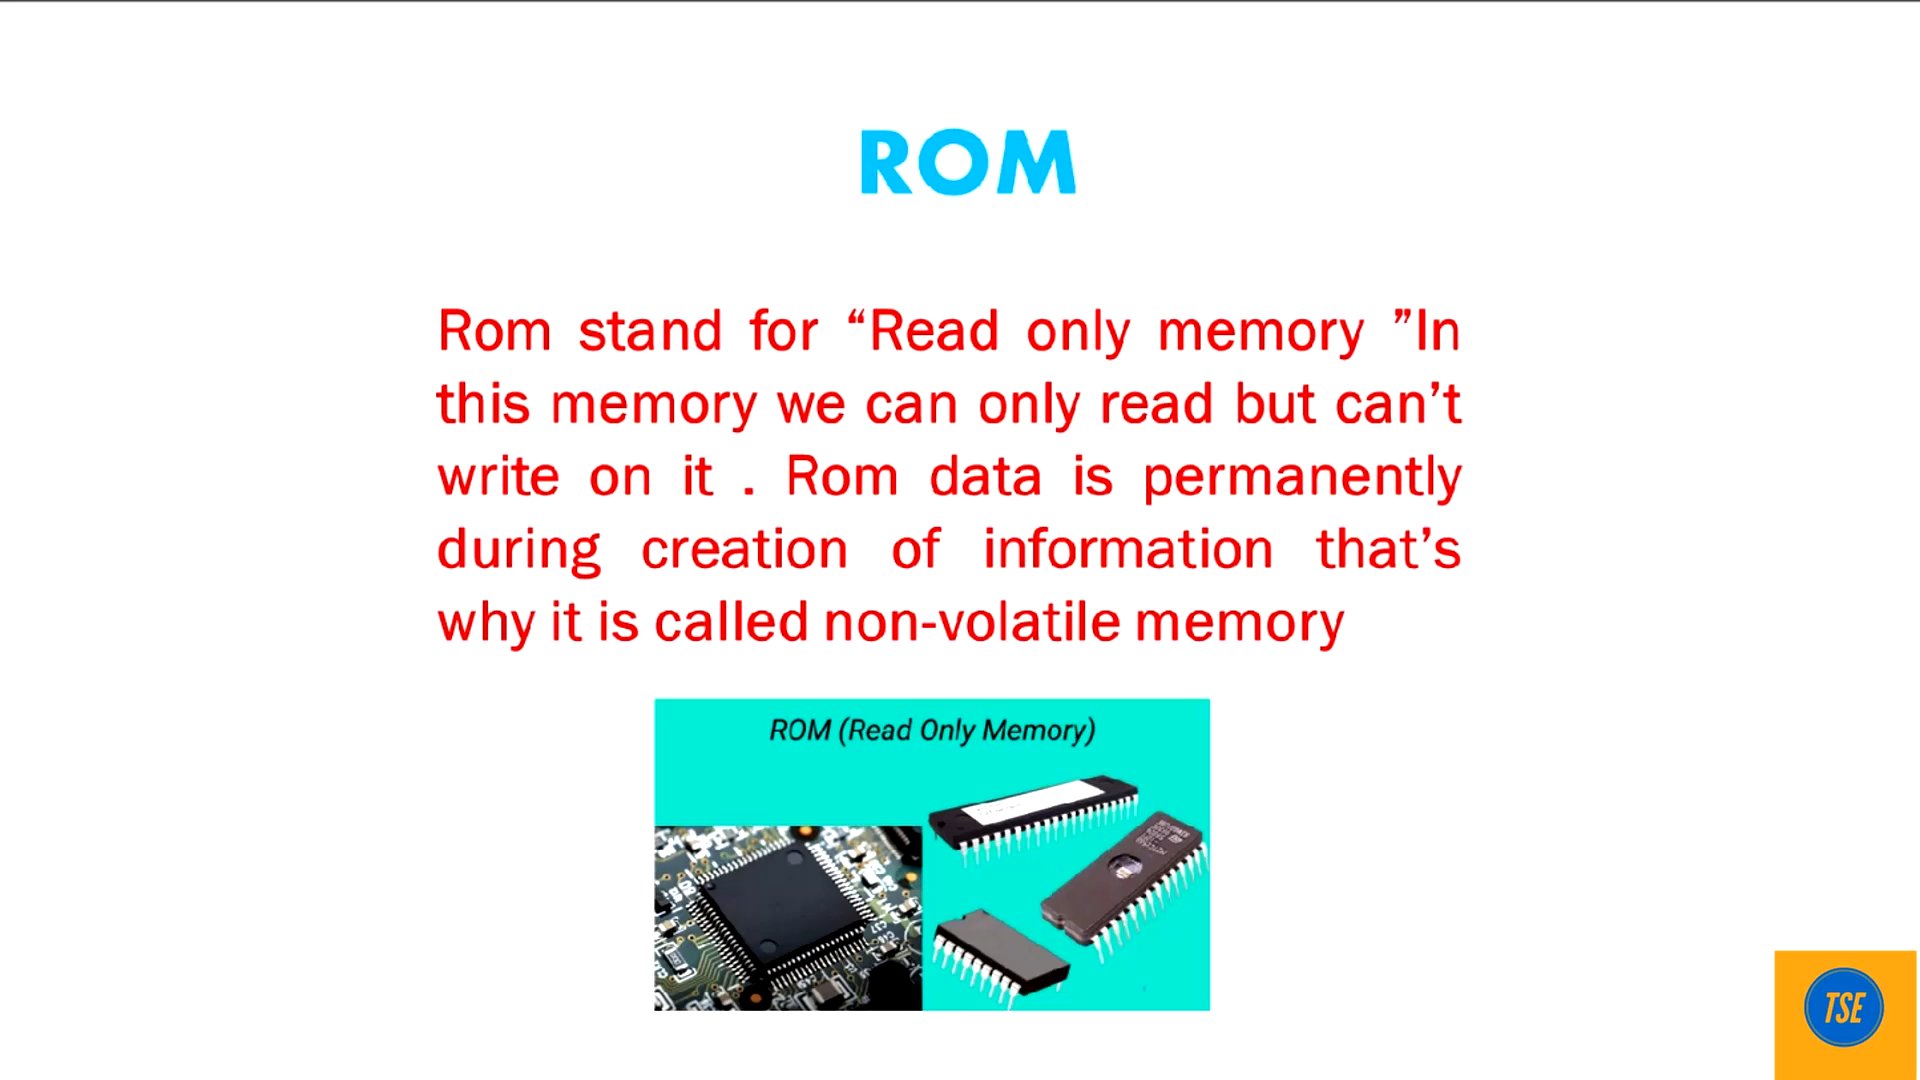 ROM
Rom stand for “Read only memory ”In
this memory we can only read but can’t
write on it . Rom data is permanently
during creation of information that’s
why it is called non-volatile memory
ROM (Read Only Memory)
TSE